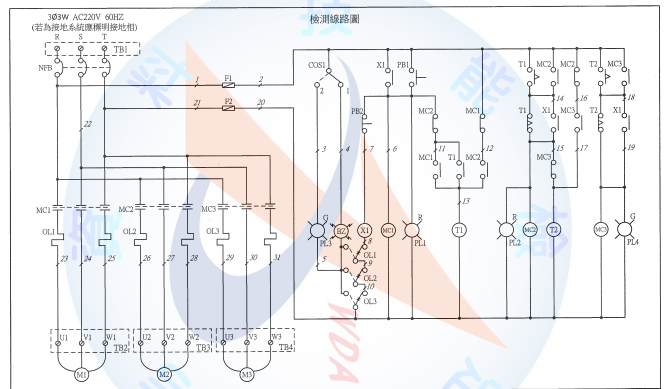 3Ø3W AC220V 60HZ
(若為接地系統應標明接地相)
檢測線路圖
R S T
TB1
NFB
1 F1 2
21 F2 20
22
COS1 X1 PB1
2 1
PB2
3 4 7 6
MC2 MC1
11 12
MC1 T1 MC2
13
T1 MC2 MC2 T2 MC3
14 16 18
T1 X1 MC3 T2 X1
15 17 19
MC3
G BZ X1 MC1 R T1 R MC2 T2 MC3 G
PL3 PL1 PL2 PL4
5 8
OL1
9
OL2
10
OL3
MC1 MC2 MC3
OL1 OL2 OL3
23 24 25 26 27 28 29 30 31
U1 V1 W1 U2 V2 W2 U3 V3 W3
TB2 TB3 TB4
M1 M2 M3
WDA
能
檢